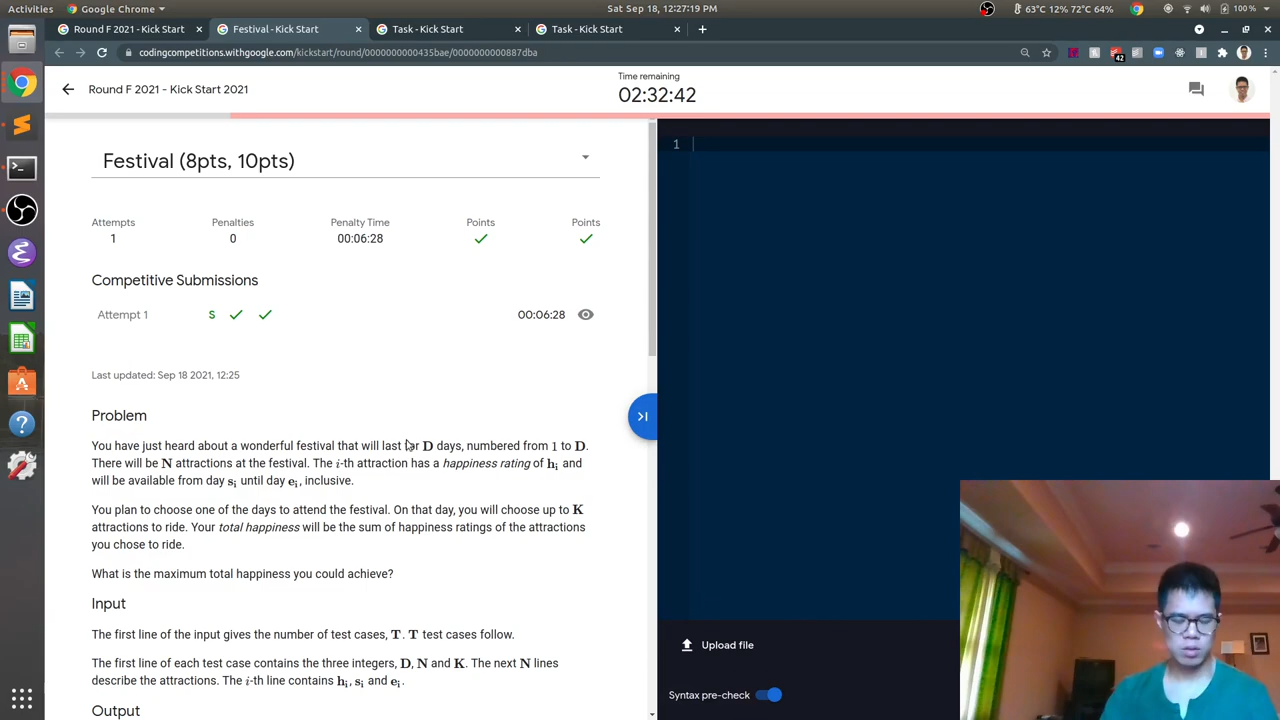 Activities
Google Chrome
Sat Sep 18, 12:27:19 PM
63°C 12% 72% 64%
100 %
Round F 2021 - Kick Start
Festival - Kick Start
Task - Kick Start
Task - Kick Start
codingcompetitions.withgoogle.com/kickstart/round/0000000000435bae/0000000000887dba
42
Round F 2021 - Kick Start 2021
Time remaining
02:32:42
Festival (8pts, 10pts)
Attempts
Penalties
Penalty Time
Points
Points
1
0
00:06:28
Competitive Submissions
Attempt 1
S
00:06:28
Last updated: Sep 18 2021, 12:25
Problem
You have just heard about a wonderful festival that will last for D days, numbered from 1 to D.
There will be N attractions at the festival. The i-th attraction has a happiness rating of hi and
will be available from day si until day ei, inclusive.
You plan to choose one of the days to attend the festival. On that day, you will choose up to K
attractions to ride. Your total happiness will be the sum of happiness ratings of the attractions
you chose to ride.
What is the maximum total happiness you could achieve?
Input
The first line of the input gives the number of test cases, T. T test cases follow.
The first line of each test case contains the three integers, D, N and K. The next N lines
describe the attractions. The i-th line contains hi, si and ei.
Output
1
Upload file
Syntax pre-check